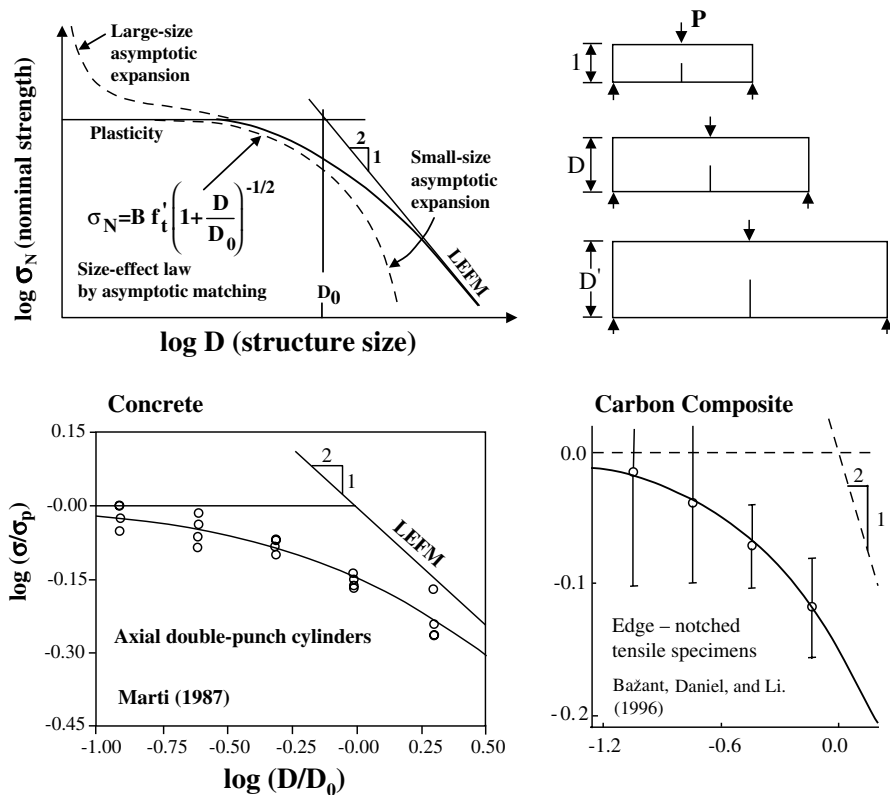 Large-size
asymptotic
expansion
Plasticity
2
1
Small-size
asymptotic
expansion
σN=B f't(1+D/D0)^-1/2
Size-effect law
by asymptotic matching
D0
LEFM
log σN (nominal strength)
log D (structure size)
P
1
D
D'
Concrete
0.15
-0.00
-0.15
-0.30
-0.45
log (σ/σp)
2
1
LEFM
Axial double-punch cylinders
Marti (1987)
-1.00 -0.75 -0.50 -0.25 -0.00 0.25 0.50
log (D/D0)
Carbon Composite
0.0
-0.1
-0.2
2
1
Edge – notched
tensile specimens
Bažant, Daniel, and Li.
(1996)
-1.2 -0.6 0.0